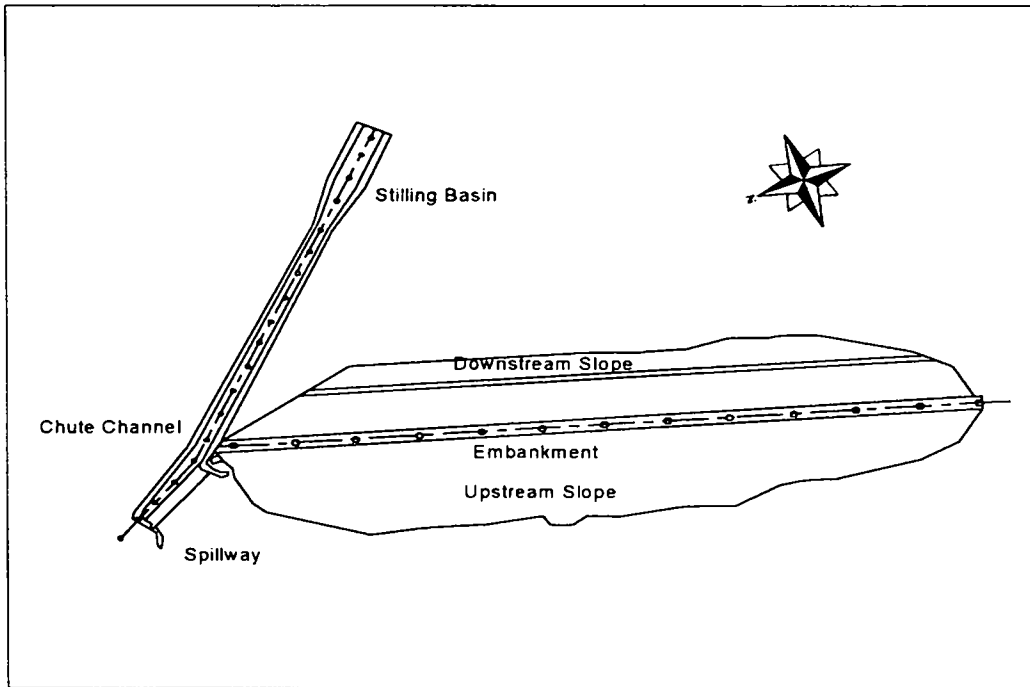 Stilling Basin
Downstream Slope
Chute Channel
Embankment
Upstream Slope
Spillway